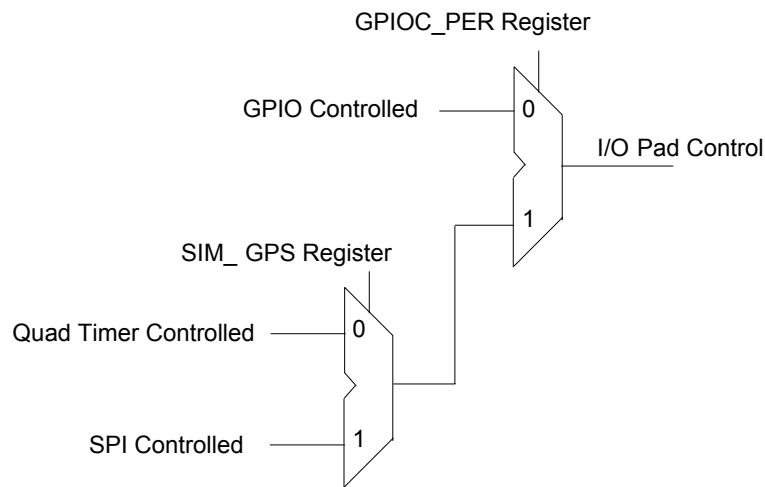 GPIOC_PER Register
GPIO Controlled
0
I/O Pad Control
1
SIM_ GPS Register
Quad Timer Controlled
0
SPI Controlled
1